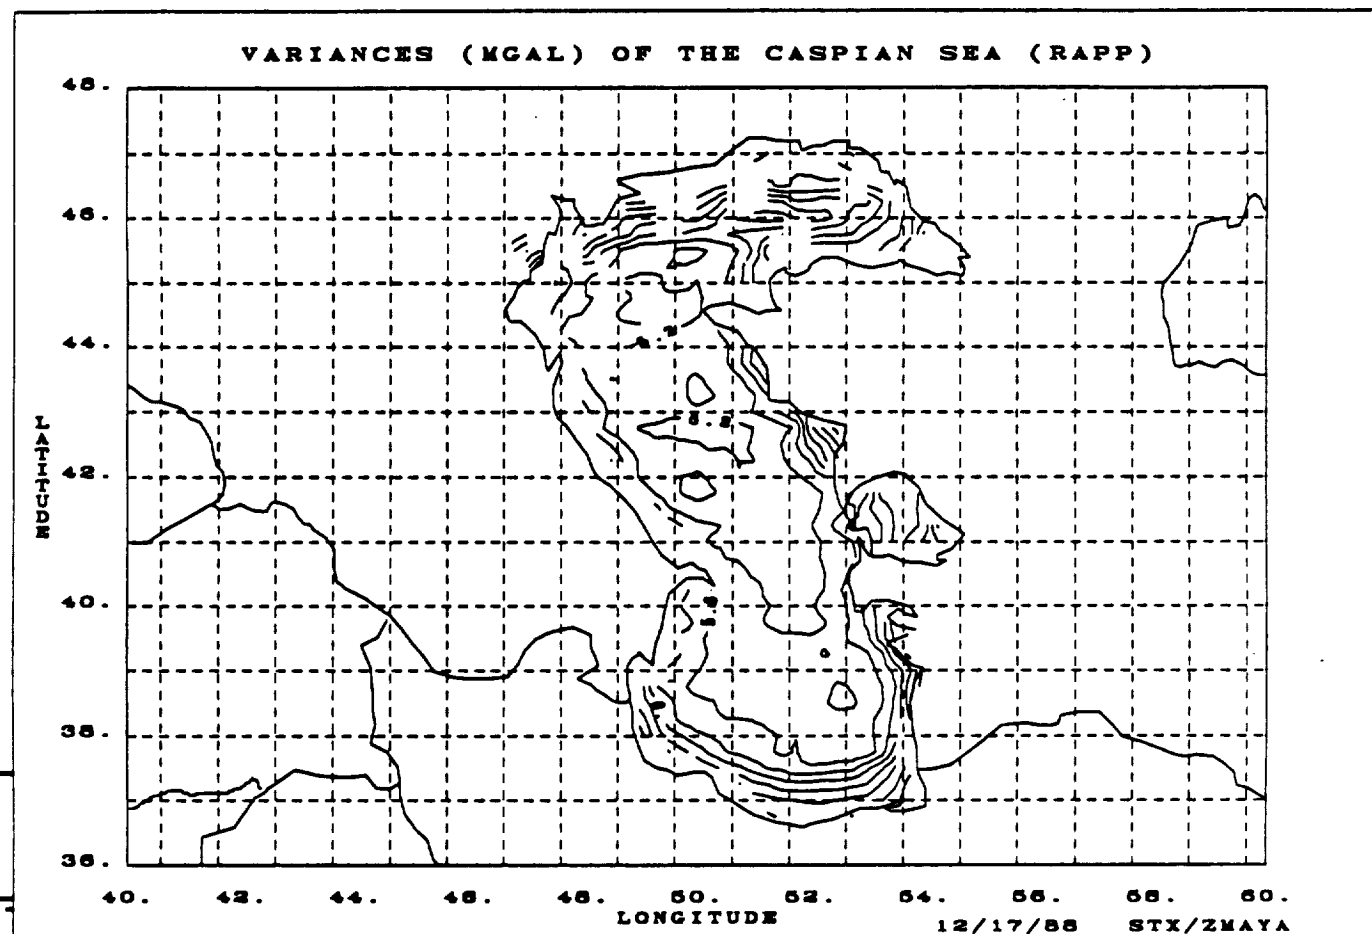 VARIANCES (MGAL) OF THE CASPIAN SEA (RAPP)
48.
46.
44.
42.
40.
38.
36.
LATITUDE
40. 42. 44. 46. 48. 50. 52. 54. 56. 58. 60.
LONGITUDE
12/17/88 STX/ZMAYA